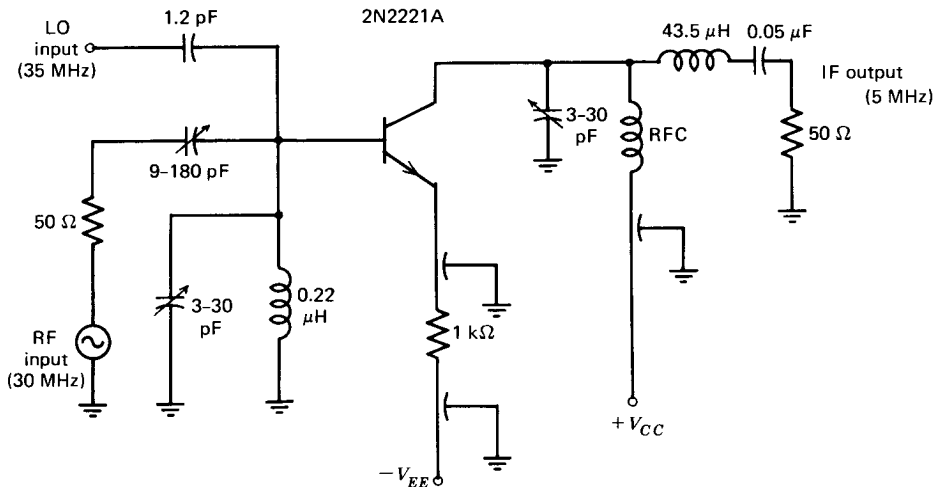 LO
input
(35 MHz)
1.2 pF
2N2221A
43.5 μH
0.05 μF
IF output
(5 MHz)
3–30
pF
RFC
50 Ω
9–180 pF
50 Ω
3–30
pF
0.22
μH
1 kΩ
RF
input
(30 MHz)
+V_CC
−V_EE